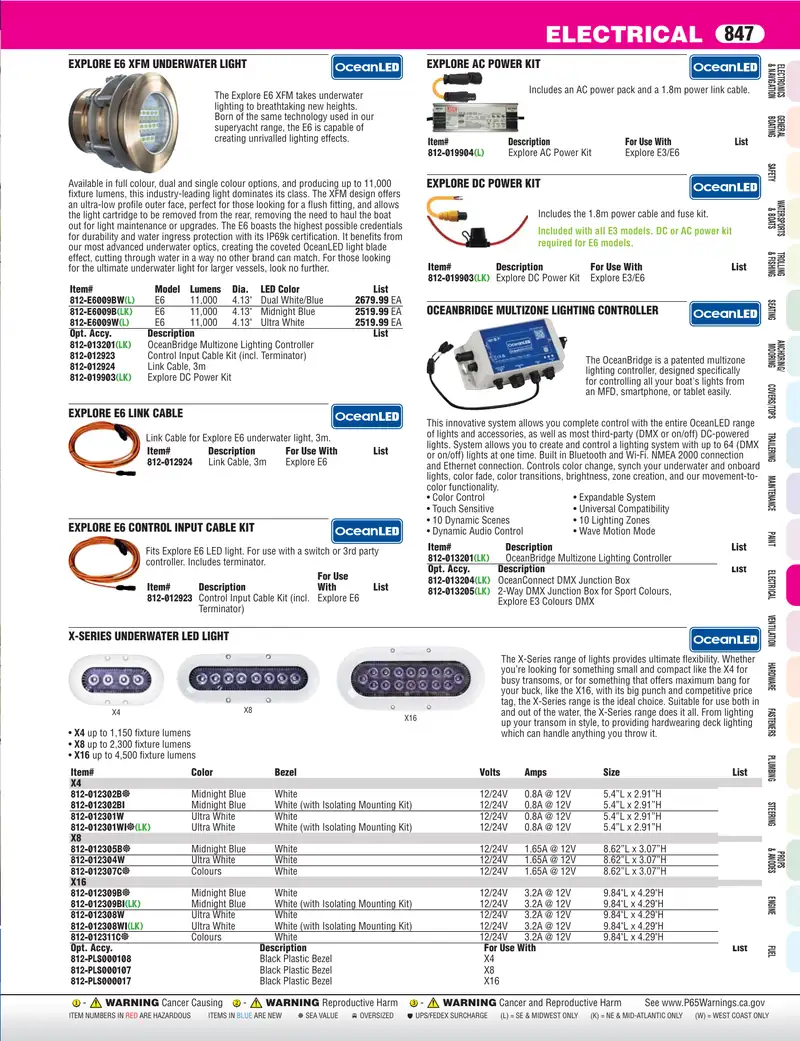 ELECTRICAL 847
EXPLORE E6 XFM UNDERWATER LIGHT
OceanLED
The Explore E6 XFM takes underwater
lighting to breathtaking new heights.
Born of the same technology used in our
superyacht range, the E6 is capable of
creating unrivalled lighting effects.
Available in full colour, dual and single colour options, and producing up to 11,000
fixture lumens, this industry-leading light dominates its class. The XFM design offers
an ultra-low profile outer face, perfect for those looking for a flush fitting, and allows
the light cartridge to be removed from the rear, removing the need to haul the boat
out for light maintenance or upgrades. The E6 boasts the highest possible credentials
for durability and water ingress protection with its IP69k certification. It benefits from
our most advanced underwater optics, creating the coveted OceanLED light blade
effect, cutting through water in a way no other brand can match. For those looking
for the ultimate underwater light for larger vessels, look no further.
Item# Model Lumens Dia. LED Color List
812-E6009BW(L) E6 11,000 4.13" Dual White/Blue 2679.99 EA
812-E6009B(LK) E6 11,000 4.13" Midnight Blue 2519.99 EA
812-E6009W(L) E6 11,000 4.13" Ultra White 2519.99 EA
Opt. Accy. Description List
812-013201(LK) OceanBridge Multizone Lighting Controller
812-012923 Control Input Cable Kit (incl. Terminator)
812-012924 Link Cable, 3m
812-019903(LK) Explore DC Power Kit
EXPLORE E6 LINK CABLE
OceanLED
Link Cable for Explore E6 underwater light, 3m.
Item# Description For Use With List
812-012924 Link Cable, 3m Explore E6
EXPLORE E6 CONTROL INPUT CABLE KIT
OceanLED
Fits Explore E6 LED light. For use with a switch or 3rd party
controller. Includes terminator.
For Use
Item# Description With List
812-012923 Control Input Cable Kit (incl. Explore E6
Terminator)
EXPLORE AC POWER KIT
OceanLED
Includes an AC power pack and a 1.8m power link cable.
Item# Description For Use With List
812-019904(L) Explore AC Power Kit Explore E3/E6
EXPLORE DC POWER KIT
OceanLED
Includes the 1.8m power cable and fuse kit.
Included with all E3 models. DC or AC power kit
required for E6 models.
Item# Description For Use With List
812-019903(LK) Explore DC Power Kit Explore E3/E6
OCEANBRIDGE MULTIZONE LIGHTING CONTROLLER
OceanLED
The OceanBridge is a patented multizone
lighting controller, designed specifically
for controlling all your boat's lights from
an MFD, smartphone, or tablet easily.
This innovative system allows you complete control with the entire OceanLED range
of lights and accessories, as well as most third-party (DMX or on/off) DC-powered
lights. System allows you to create and control a lighting system with up to 64 (DMX
or on/off) lights at one time. Built in Bluetooth and Wi-Fi. NMEA 2000 connection
and Ethernet connection. Controls color change, synch your underwater and onboard
lights, color fade, color transitions, brightness, zone creation, and our movement-to-
color functionality.
• Color Control • Expandable System
• Touch Sensitive • Universal Compatibility
• 10 Dynamic Scenes • 10 Lighting Zones
• Dynamic Audio Control • Wave Motion Mode
Item# Description List
812-013201(LK) OceanBridge Multizone Lighting Controller
Opt. Accy. Description List
812-013204(LK) OceanConnect DMX Junction Box
812-013205(LK) 2-Way DMX Junction Box for Sport Colours,
Explore E3 Colours DMX
X-SERIES UNDERWATER LED LIGHT
OceanLED
X4
X8
X16
• X4 up to 1,150 fixture lumens
• X8 up to 2,300 fixture lumens
• X16 up to 4,500 fixture lumens
The X-Series range of lights provides ultimate flexibility. Whether
you're looking for something small and compact like the X4 for
busy transoms, or for something that offers maximum bang for
your buck, like the X16, with its big punch and competitive price
tag, the X-Series range is the ideal choice. Suitable for use both in
and out of the water, the X-Series range does it all. From lighting
up your transom in style, to providing hardwearing deck lighting
which can handle anything you throw it.
Item# Color Bezel Volts Amps Size List
X4
812-012302B Midnight Blue White 12/24V 0.8A @ 12V 5.4"L x 2.91"H
812-012302BI Midnight Blue White (with Isolating Mounting Kit) 12/24V 0.8A @ 12V 5.4"L x 2.91"H
812-012301W Ultra White White 12/24V 0.8A @ 12V 5.4"L x 2.91"H
812-012301WI(LK) Ultra White White (with Isolating Mounting Kit) 12/24V 0.8A @ 12V 5.4"L x 2.91"H
X8
812-012305B Midnight Blue White 12/24V 1.65A @ 12V 8.62"L x 3.07"H
812-012304W Ultra White White 12/24V 1.65A @ 12V 8.62"L x 3.07"H
812-012307C Colours White 12/24V 1.65A @ 12V 8.62"L x 3.07"H
X16
812-012309B Midnight Blue White 12/24V 3.2A @ 12V 9.84"L x 4.29"H
812-012309BI(LK) Midnight Blue White (with Isolating Mounting Kit) 12/24V 3.2A @ 12V 9.84"L x 4.29"H
812-012308W Ultra White White 12/24V 3.2A @ 12V 9.84"L x 4.29"H
812-012308WI(LK) Ultra White White (with Isolating Mounting Kit) 12/24V 3.2A @ 12V 9.84"L x 4.29"H
812-012311C Colours White 12/24V 3.2A @ 12V 9.84"L x 4.29"H
Opt. Accy. Description For Use With List
812-PLS000108 Black Plastic Bezel X4
812-PLS000107 Black Plastic Bezel X8
812-PLS000017 Black Plastic Bezel X16
ELECTRONICS
& NAVIGATION
GENERAL
BOATING
SAFETY
WATERSPORTS
& BOATS
TROLLING
& FISHING
SEATING
ANCHORING/
MOORING
COVERS/TOPS
TRAILERING
MAINTENANCE
PAINT
ELECTRICAL
VENTILATION
HARDWARE
FASTENERS
PLUMBING
STEERING
PROPS
& ANODES
ENGINE
FUEL
1 - WARNING Cancer Causing 2 - WARNING Reproductive Harm 3 - WARNING Cancer and Reproductive Harm See www.P65Warnings.ca.gov
ITEM NUMBERS IN RED ARE HAZARDOUS ITEMS IN BLUE ARE NEW SEA VALUE OVERSIZED UPS/FEDEX SURCHARGE (L) = SE & MIDWEST ONLY (K) = NE & MID-ATLANTIC ONLY (W) = WEST COAST ONLY